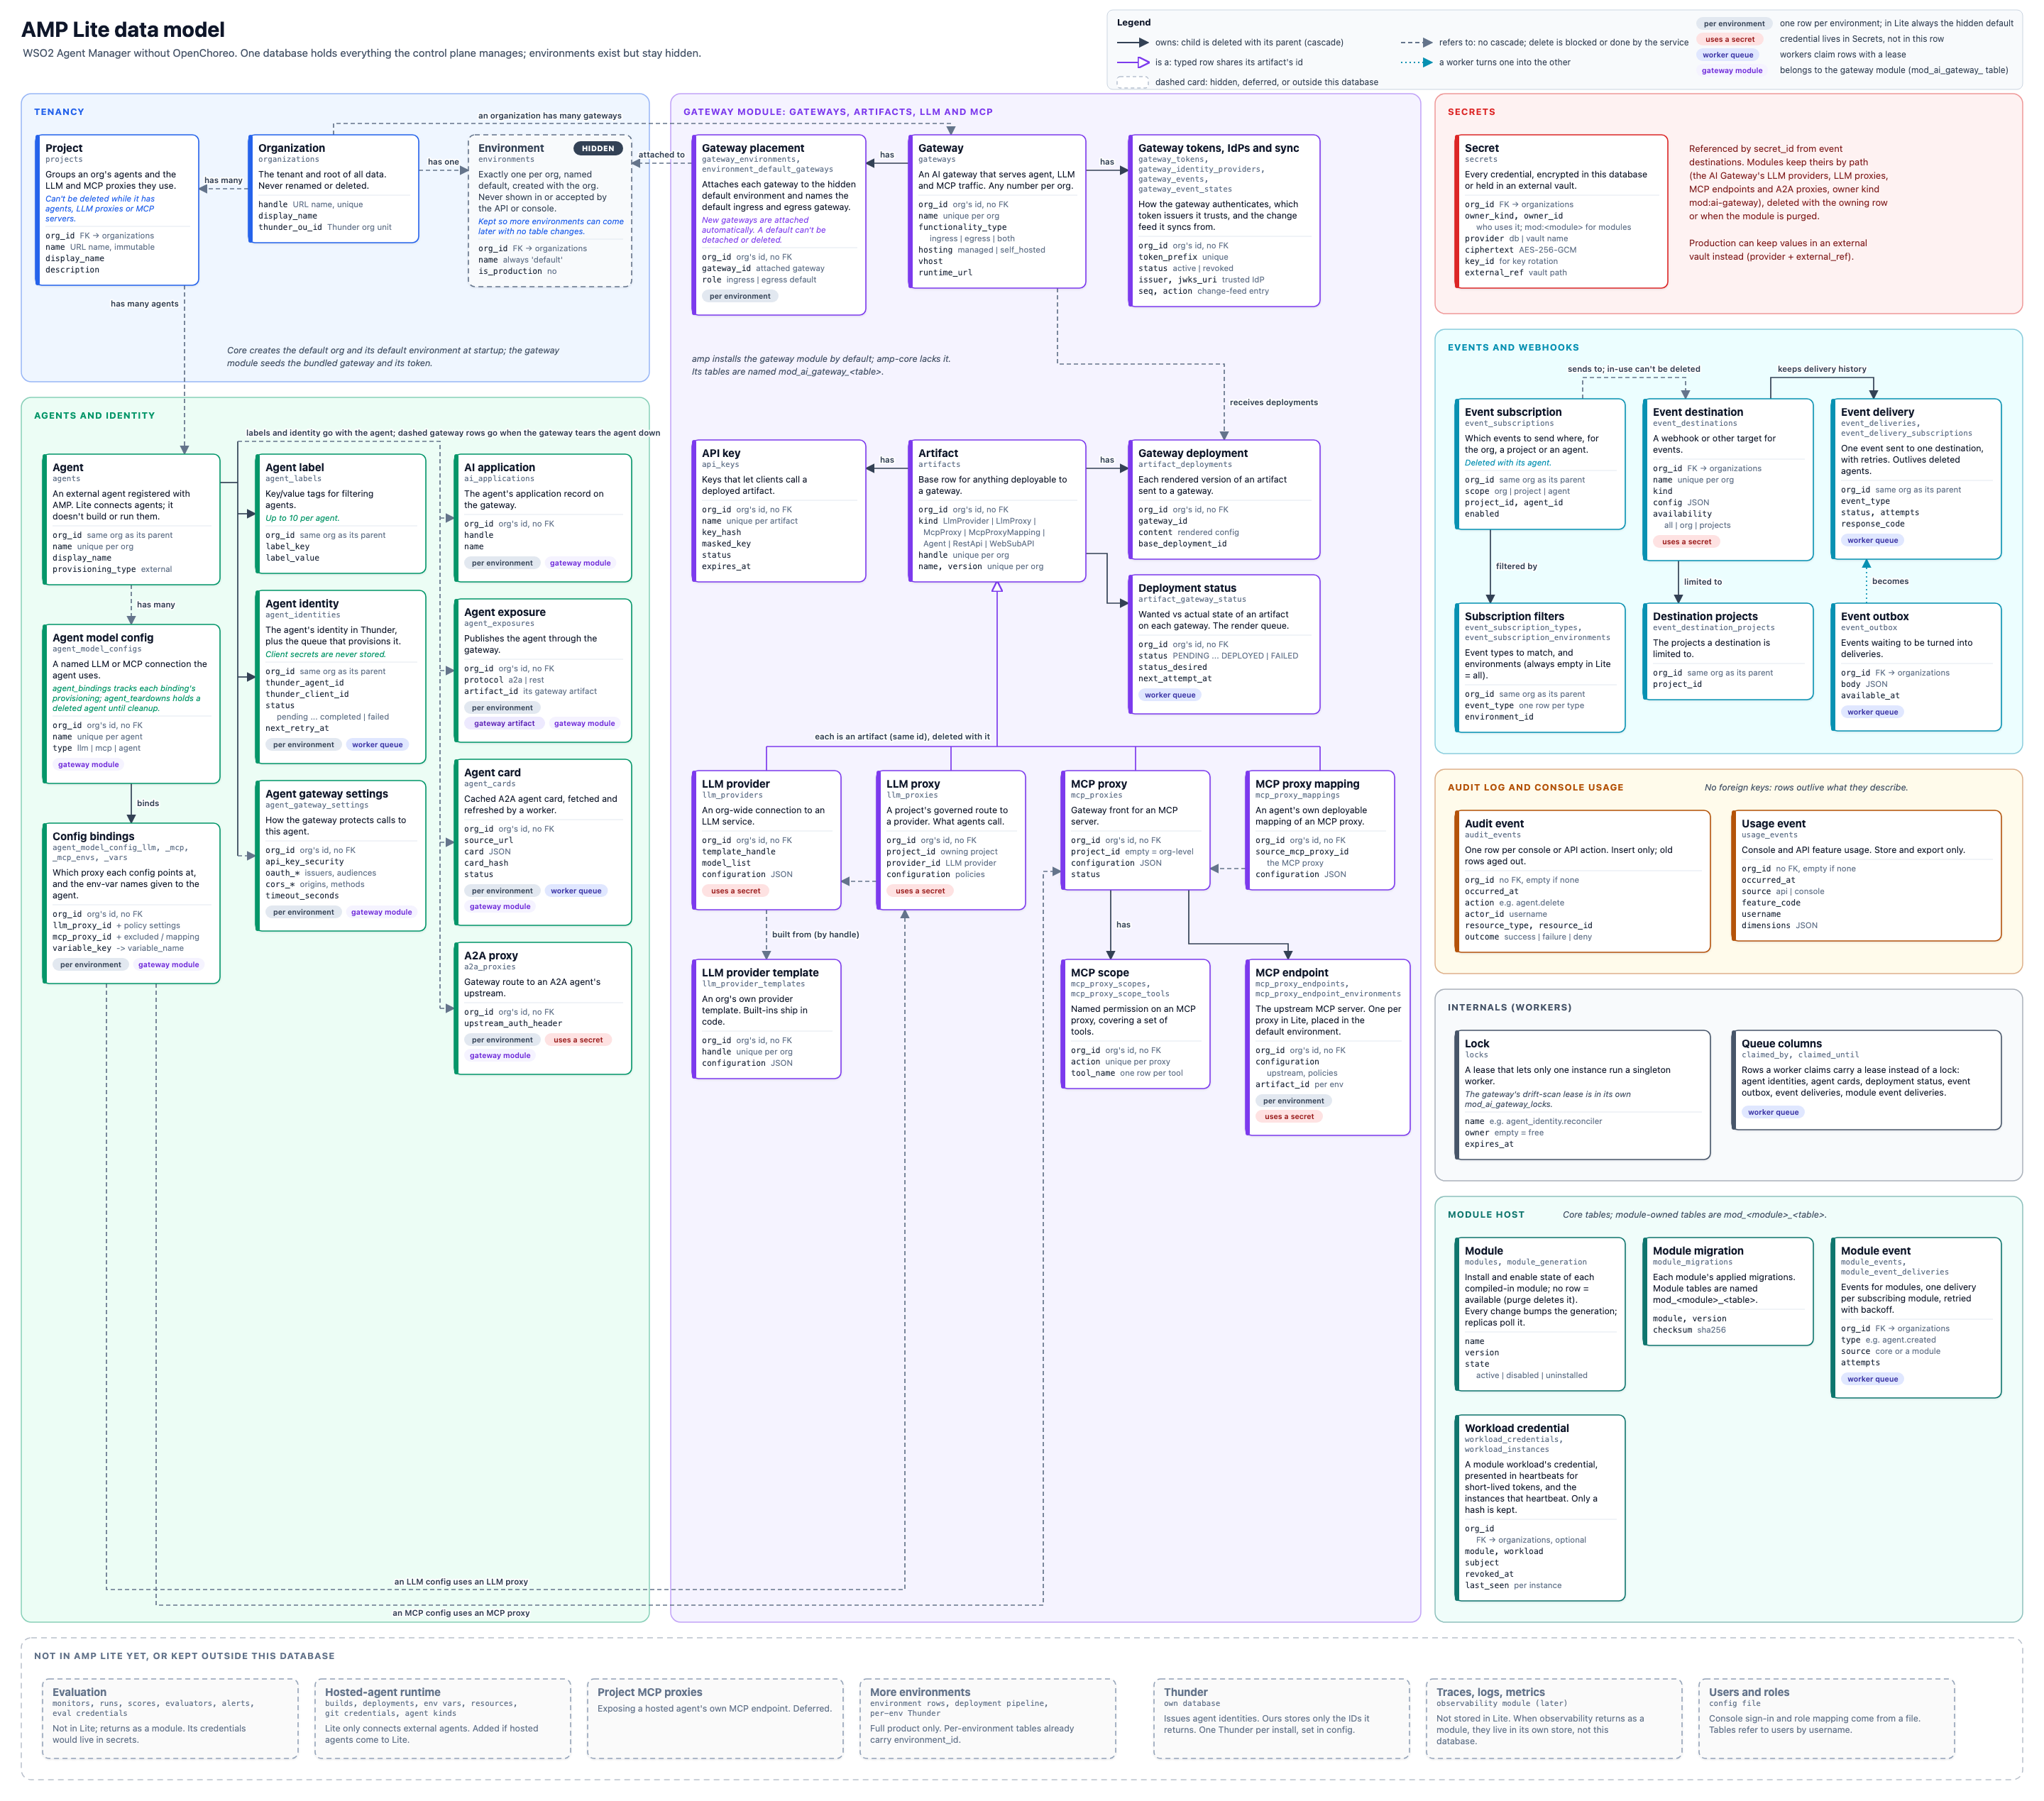 AMP Lite data model
WSO2 Agent Manager without OpenChoreo. One database holds everything the control plane manages; environments exist but stay hidden.
Legend
owns: child is deleted with its parent (cascade)
is a: typed row shares its artifact's id
dashed card: hidden, deferred, or outside this database
refers to: no cascade; delete is blocked or done by the service
a worker turns one into the other
per environment one row per environment; in Lite always the hidden default
uses a secret credential lives in Secrets, not in this row
worker queue workers claim rows with a lease
gateway module belongs to the gateway module (mod_ai_gateway_ table)
TENANCY
an organization has many gateways
Project
projects
Groups an org's agents and the
LLM and MCP proxies they use.
Can't be deleted while it has
agents, LLM proxies or MCP
servers.
org_id FK → organizations
name URL name, immutable
display_name
description
has many
Organization
organizations
The tenant and root of all data.
Never renamed or deleted.
handle URL name, unique
display_name
thunder_ou_id Thunder org unit
has one
Environment
HIDDEN
environments
Exactly one per org, named
default, created with the org.
Never shown in or accepted by
the API or console.
Kept so more environments can come
later with no table changes.
org_id FK → organizations
name always 'default'
is_production no
attached to
has many agents
Core creates the default org and its default environment at startup; the gateway
module seeds the bundled gateway and its token.
AGENTS AND IDENTITY
labels and identity go with the agent; dashed gateway rows go when the gateway tears the agent down
Agent
agents
An external agent registered with
AMP. Lite connects agents; it
doesn't build or run them.
org_id same org as its parent
name unique per org
display_name
provisioning_type external
has many
Agent model config
agent_model_configs
A named LLM or MCP connection the
agent uses.
agent_bindings tracks each binding's
provisioning; agent_teardowns holds a
deleted agent until cleanup.
org_id org's id, no FK
name unique per agent
type llm | mcp | agent
gateway module
binds
Config bindings
agent_model_config_llm, _mcp,
_mcp_envs, _vars
Which proxy each config points at,
and the env-var names given to the
agent.
org_id org's id, no FK
llm_proxy_id + policy settings
mcp_proxy_id + excluded / mapping
variable_key -> variable_name
per environment gateway module
Agent label
agent_labels
Key/value tags for filtering
agents.
Up to 10 per agent.
org_id same org as its parent
label_key
label_value
Agent identity
agent_identities
The agent's identity in Thunder,
plus the queue that provisions it.
Client secrets are never stored.
org_id same org as its parent
thunder_agent_id
thunder_client_id
status
pending ... completed | failed
next_retry_at
per environment worker queue
Agent gateway settings
agent_gateway_settings
How the gateway protects calls to
this agent.
org_id org's id, no FK
api_key_security
oauth_* issuers, audiences
cors_* origins, methods
timeout_seconds
per environment gateway module
AI application
ai_applications
The agent's application record on
the gateway.
org_id org's id, no FK
handle
name
per environment gateway module
Agent exposure
agent_exposures
Publishes the agent through the
gateway.
org_id org's id, no FK
protocol a2a | rest
artifact_id its gateway artifact
per environment
gateway artifact gateway module
Agent card
agent_cards
Cached A2A agent card, fetched and
refreshed by a worker.
org_id org's id, no FK
source_url
card JSON
card_hash
status
per environment worker queue
gateway module
A2A proxy
a2a_proxies
Gateway route to an A2A agent's
upstream.
org_id org's id, no FK
upstream_auth_header
per environment uses a secret
gateway module
an LLM config uses an LLM proxy
an MCP config uses an MCP proxy
GATEWAY MODULE: GATEWAYS, ARTIFACTS, LLM AND MCP
Gateway placement
gateway_environments,
environment_default_gateways
Attaches each gateway to the hidden
default environment and names the
default ingress and egress gateway.
New gateways are attached
automatically. A default can't be
detached or deleted.
org_id org's id, no FK
gateway_id attached gateway
role ingress | egress default
per environment
has
Gateway
gateways
An AI gateway that serves agent, LLM
and MCP traffic. Any number per org.
org_id org's id, no FK
name unique per org
functionality_type
ingress | egress | both
hosting managed | self_hosted
vhost
runtime_url
has
Gateway tokens, IdPs and sync
gateway_tokens,
gateway_identity_providers,
gateway_events,
gateway_event_states
How the gateway authenticates, which
token issuers it trusts, and the change
feed it syncs from.
org_id org's id, no FK
token_prefix unique
status active | revoked
issuer, jwks_uri trusted IdP
seq, action change-feed entry
amp installs the gateway module by default; amp-core lacks it.
Its tables are named mod_ai_gateway_<table>.
receives deployments
API key
api_keys
Keys that let clients call a
deployed artifact.
org_id org's id, no FK
name unique per artifact
key_hash
masked_key
status
expires_at
has
Artifact
artifacts
Base row for anything deployable to
a gateway.
org_id org's id, no FK
kind LlmProvider | LlmProxy |
McpProxy | McpProxyMapping |
Agent | RestApi | WebSubAPI
handle unique per org
name, version unique per org
has
Gateway deployment
artifact_deployments
Each rendered version of an artifact
sent to a gateway.
org_id org's id, no FK
gateway_id
content rendered config
base_deployment_id
Deployment status
artifact_gateway_status
Wanted vs actual state of an artifact
on each gateway. The render queue.
org_id org's id, no FK
status PENDING ... DEPLOYED | FAILED
status_desired
next_attempt_at
worker queue
each is an artifact (same id), deleted with it
LLM provider
llm_providers
An org-wide connection to an
LLM service.
org_id org's id, no FK
template_handle
model_list
configuration JSON
uses a secret
LLM proxy
llm_proxies
A project's governed route to
a provider. What agents call.
org_id org's id, no FK
project_id owning project
provider_id LLM provider
configuration policies
uses a secret
MCP proxy
mcp_proxies
Gateway front for an MCP
server.
org_id org's id, no FK
project_id empty = org-level
configuration JSON
status
MCP proxy mapping
mcp_proxy_mappings
An agent's own deployable
mapping of an MCP proxy.
org_id org's id, no FK
source_mcp_proxy_id
the MCP proxy
configuration JSON
built from (by handle)
has
LLM provider template
llm_provider_templates
An org's own provider
template. Built-ins ship in
code.
org_id org's id, no FK
handle unique per org
configuration JSON
MCP scope
mcp_proxy_scopes,
mcp_proxy_scope_tools
Named permission on an MCP
proxy, covering a set of
tools.
org_id org's id, no FK
action unique per proxy
tool_name one row per tool
MCP endpoint
mcp_proxy_endpoints,
mcp_proxy_endpoint_environments
The upstream MCP server. One per
proxy in Lite, placed in the
default environment.
org_id org's id, no FK
configuration
upstream, policies
artifact_id per env
per environment
uses a secret
SECRETS
Secret
secrets
Every credential, encrypted in this database
or held in an external vault.
org_id FK → organizations
owner_kind, owner_id
who uses it; mod:<module> for modules
provider db | vault name
ciphertext AES-256-GCM
key_id for key rotation
external_ref vault path
Referenced by secret_id from event
destinations. Modules keep theirs by path
(the AI Gateway's LLM providers, LLM proxies,
MCP endpoints and A2A proxies, owner kind
mod:ai-gateway), deleted with the owning row
or when the module is purged.
Production can keep values in an external
vault instead (provider + external_ref).
EVENTS AND WEBHOOKS
sends to; in-use can't be deleted
keeps delivery history
Event subscription
event_subscriptions
Which events to send where, for
the org, a project or an agent.
Deleted with its agent.
org_id same org as its parent
scope org | project | agent
project_id, agent_id
enabled
Event destination
event_destinations
A webhook or other target for
events.
org_id FK → organizations
name unique per org
kind
config JSON
availability
all | org | projects
uses a secret
Event delivery
event_deliveries,
event_delivery_subscriptions
One event sent to one destination,
with retries. Outlives deleted
agents.
org_id same org as its parent
event_type
status, attempts
response_code
worker queue
filtered by
limited to
becomes
Subscription filters
event_subscription_types,
event_subscription_environments
Event types to match, and
environments (always empty in Lite
= all).
org_id same org as its parent
event_type one row per type
environment_id
Destination projects
event_destination_projects
The projects a destination is
limited to.
org_id same org as its parent
project_id
Event outbox
event_outbox
Events waiting to be turned into
deliveries.
org_id FK → organizations
body JSON
available_at
worker queue
AUDIT LOG AND CONSOLE USAGE
No foreign keys: rows outlive what they describe.
Audit event
audit_events
One row per console or API action. Insert only; old
rows aged out.
org_id no FK, empty if none
occurred_at
action e.g. agent.delete
actor_id username
resource_type, resource_id
outcome success | failure | deny
Usage event
usage_events
Console and API feature usage. Store and export only.
org_id no FK, empty if none
occurred_at
source api | console
feature_code
username
dimensions JSON
INTERNALS (WORKERS)
Lock
locks
A lease that lets only one instance run a singleton
worker.
The gateway's drift-scan lease is in its own
mod_ai_gateway_locks.
name e.g. agent_identity.reconciler
owner empty = free
expires_at
Queue columns
claimed_by, claimed_until
Rows a worker claims carry a lease instead of a lock:
agent identities, agent cards, deployment status, event
outbox, event deliveries, module event deliveries.
worker queue
MODULE HOST
Core tables; module-owned tables are mod_<module>_<table>.
Module
modules, module_generation
Install and enable state of each
compiled-in module; no row =
available (purge deletes it).
Every change bumps the generation;
replicas poll it.
name
version
state
active | disabled | uninstalled
Module migration
module_migrations
Each module's applied migrations.
Module tables are named
mod_<module>_<table>.
module, version
checksum sha256
Module event
module_events,
module_event_deliveries
Events for modules, one delivery
per subscribing module, retried
with backoff.
org_id FK → organizations
type e.g. agent.created
source core or a module
attempts
worker queue
Workload credential
workload_credentials,
workload_instances
A module workload's credential,
presented in heartbeats for
short-lived tokens, and the
instances that heartbeat. Only a
hash is kept.
org_id
FK → organizations, optional
module, workload
subject
revoked_at
last_seen per instance
NOT IN AMP LITE YET, OR KEPT OUTSIDE THIS DATABASE
Evaluation
monitors, runs, scores, evaluators, alerts,
eval credentials
Not in Lite; returns as a module. Its credentials
would live in secrets.
Hosted-agent runtime
builds, deployments, env vars, resources,
git credentials, agent kinds
Lite only connects external agents. Added if hosted
agents come to Lite.
Project MCP proxies
Exposing a hosted agent's own MCP endpoint. Deferred.
More environments
environment rows, deployment pipeline,
per-env Thunder
Full product only. Per-environment tables already
carry environment_id.
Thunder
own database
Issues agent identities. Ours stores only the IDs it
returns. One Thunder per install, set in config.
Traces, logs, metrics
observability module (later)
Not stored in Lite. When observability returns as a
module, they live in its own store, not this
database.
Users and roles
config file
Console sign-in and role mapping come from a file.
Tables refer to users by username.